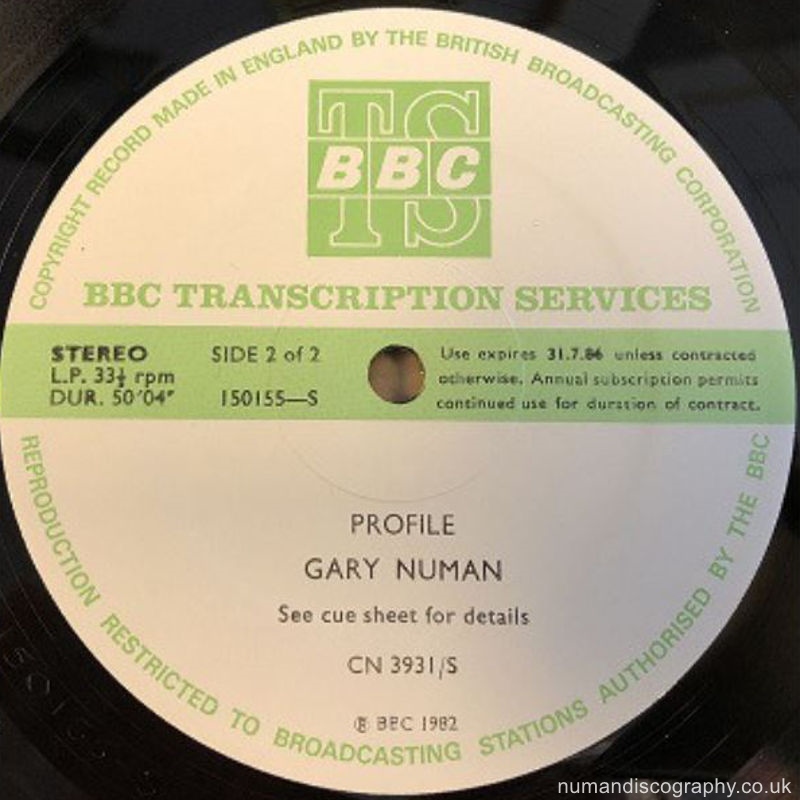 COPYRIGHT RECORD MADE IN ENGLAND BY THE BRITISH BROADCASTING CORPORATION
TS
BBC
BBC TRANSCRIPTION SERVICES
STEREO
L.P. 33⅓ rpm
DUR. 50'04"
SIDE 2 of 2
150155—S
Use expires 31.7.86 unless contracted
otherwise. Annual subscription permits
continued use for duration of contract.
PROFILE
GARY NUMAN
See cue sheet for details
CN 3931/S
℗ BBC 1982
REPRODUCTION RESTRICTED TO BROADCASTING STATIONS AUTHORISED BY THE BBC
numandiscography.co.uk